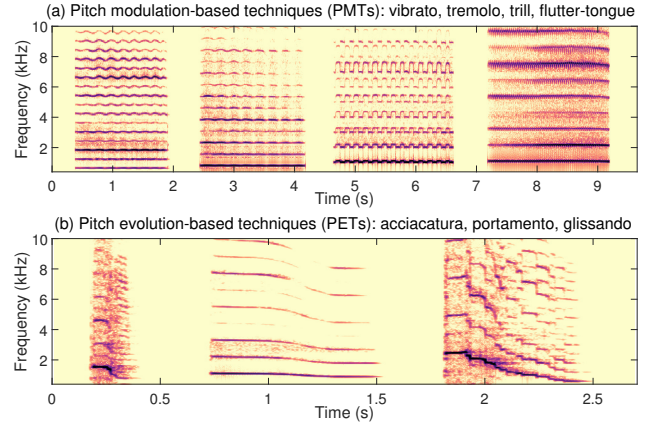 (a) Pitch modulation-based techniques (PMTs): vibrato, tremolo, trill, flutter-tongue
10
8
6
4
2
Frequency (kHz)
0 1 2 3 4 5 6 7 8 9
Time (s)
(b) Pitch evolution-based techniques (PETs): acciacatura, portamento, glissando
10
8
6
4
2
Frequency (kHz)
0 0.5 1 1.5 2 2.5
Time (s)